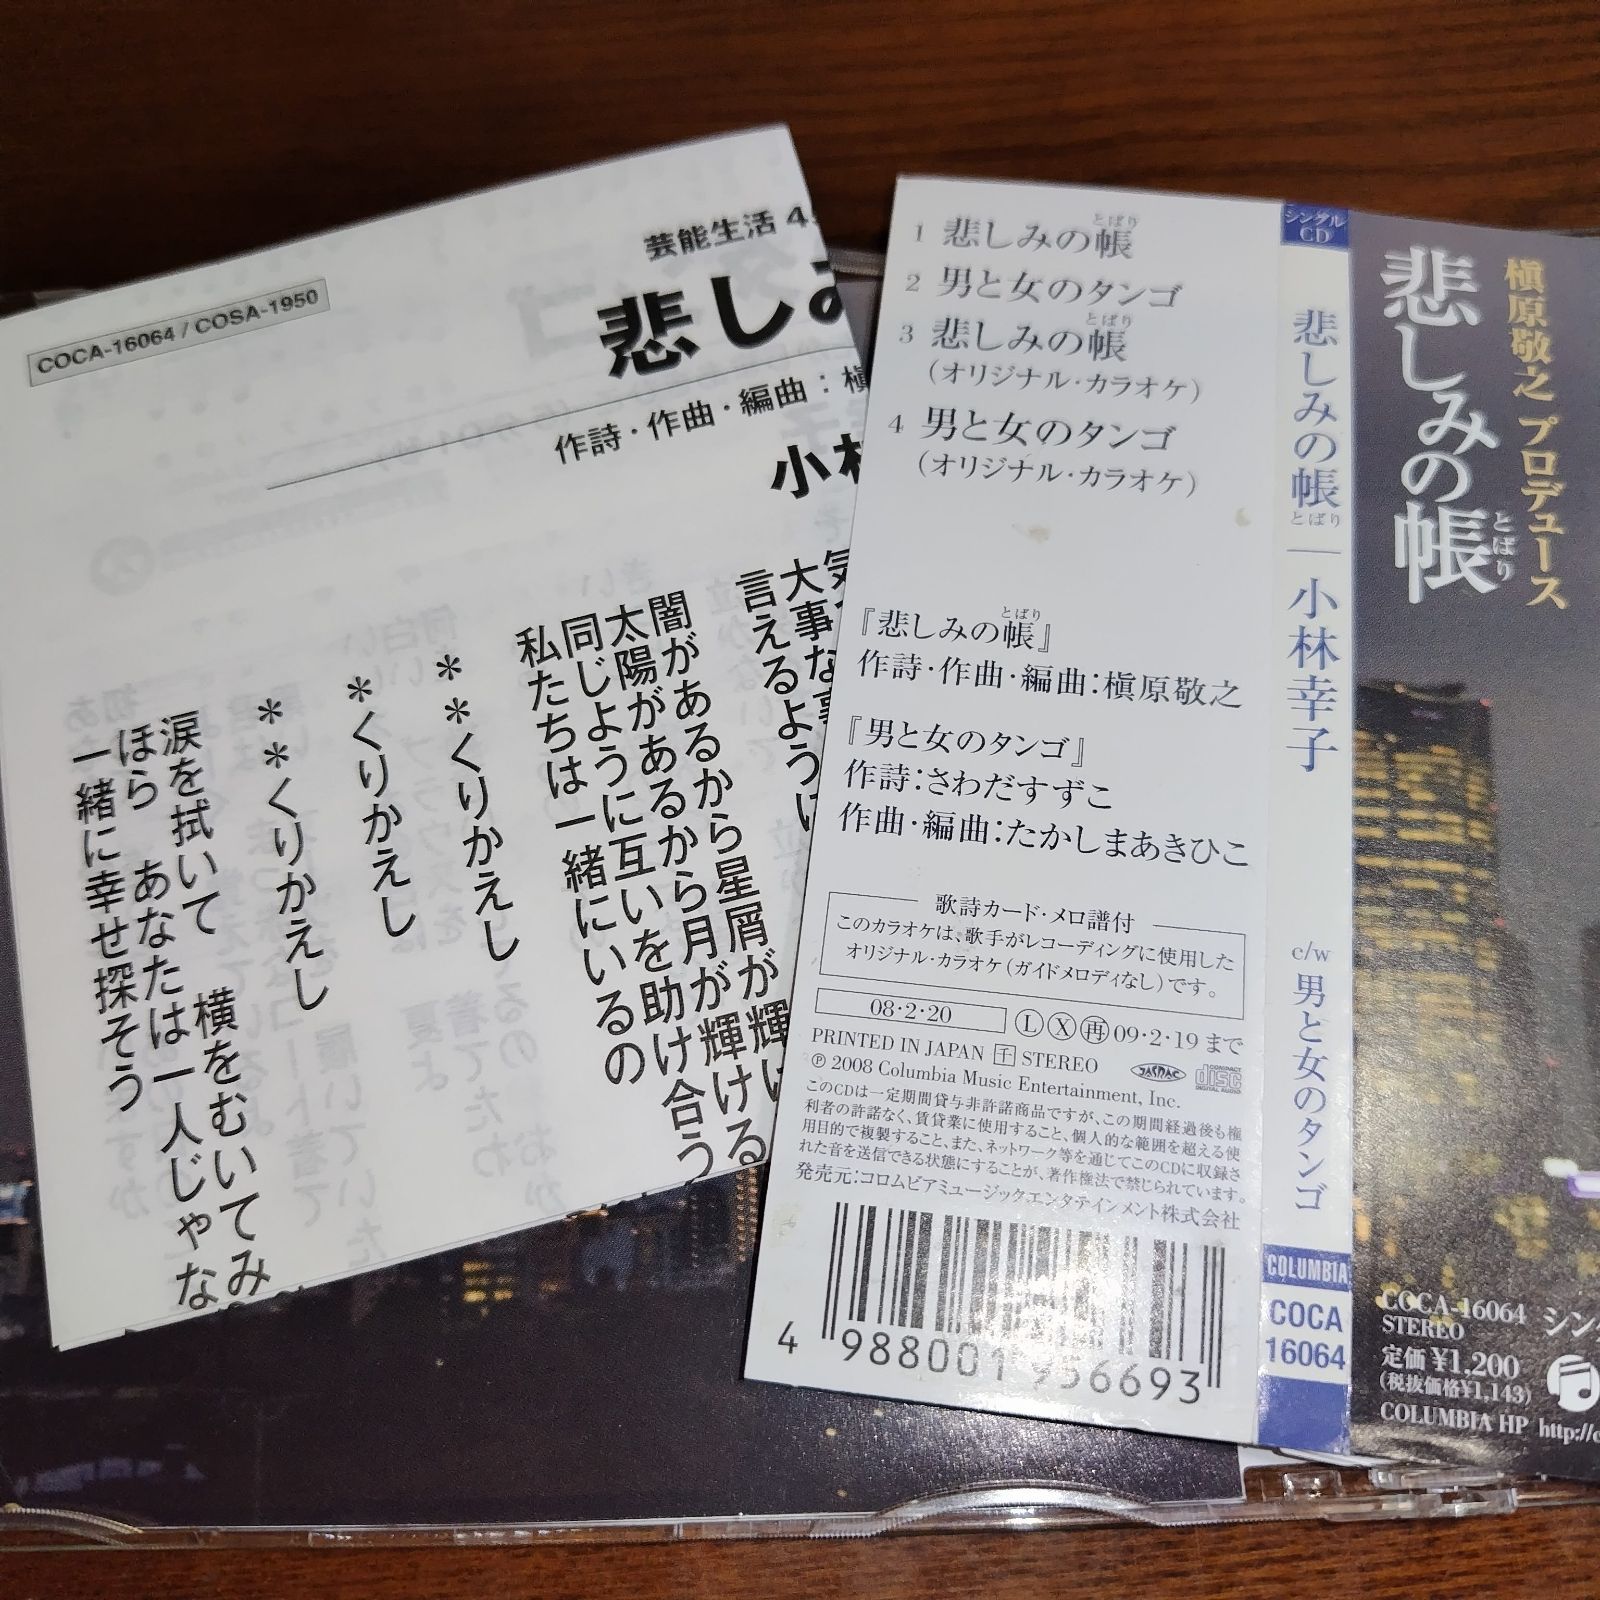 COCA-16064 / COSA-1950
芸能生活 4
悲しみ
作詩・作曲・編曲：槇
小林
大事な
言えるように
闇があるから星屑が輝け
太陽があるから月が輝ける
同じように互いを助け合う
私たちは一緒にいるの
＊＊くりかえし
＊くりかえし
＊＊くりかえし
涙を拭いて 横をむいてみ
ほら あなたは一人じゃな
一緒に幸せ探そう
1 悲しみの帳
とばり
2 男と女のタンゴ
3 悲しみの帳
とばり
(オリジナル・カラオケ)
4 男と女のタンゴ
(オリジナル・カラオケ)
『悲しみの帳』
とばり
作詩・作曲・編曲：槇原敬之
『男と女のタンゴ』
作詩：さわだすずこ
作曲・編曲：たかしまあきひこ
歌詩カード・メロ譜付
このカラオケは、歌手がレコーディングに使用した
オリジナル・カラオケ(ガイドメロディなし)です。
08・2・20 Ⓛ Ⓧ 再 09・2・19 まで
PRINTED IN JAPAN 〒 STEREO
℗ 2008 Columbia Music Entertainment, Inc.
JASRAC
COMPACT disc DIGITAL AUDIO
このCDは一定期間貸与非許諾商品ですが、この期間経過後も権
利者の許諾なく、賃貸業に使用すること、個人的な範囲を超える使
用目的で複製すること、また、ネットワーク等を通じてこのCDに収録さ
れた音を送信できる状態にすることが、著作権法で禁じられています。
発売元：コロムビアミュージックエンタテインメント株式会社
4 988001 956693
シングル
CD
悲しみの帳 とばり｜小林幸子
c/w 男と女のタンゴ
COLUMBIA
COCA
16064
槇原敬之 プロデュース
悲しみの帳
とばり
COCA-16064 シン
STEREO
定価 ¥1,200
(税抜価格¥1,143)
COLUMBIA HP http://c